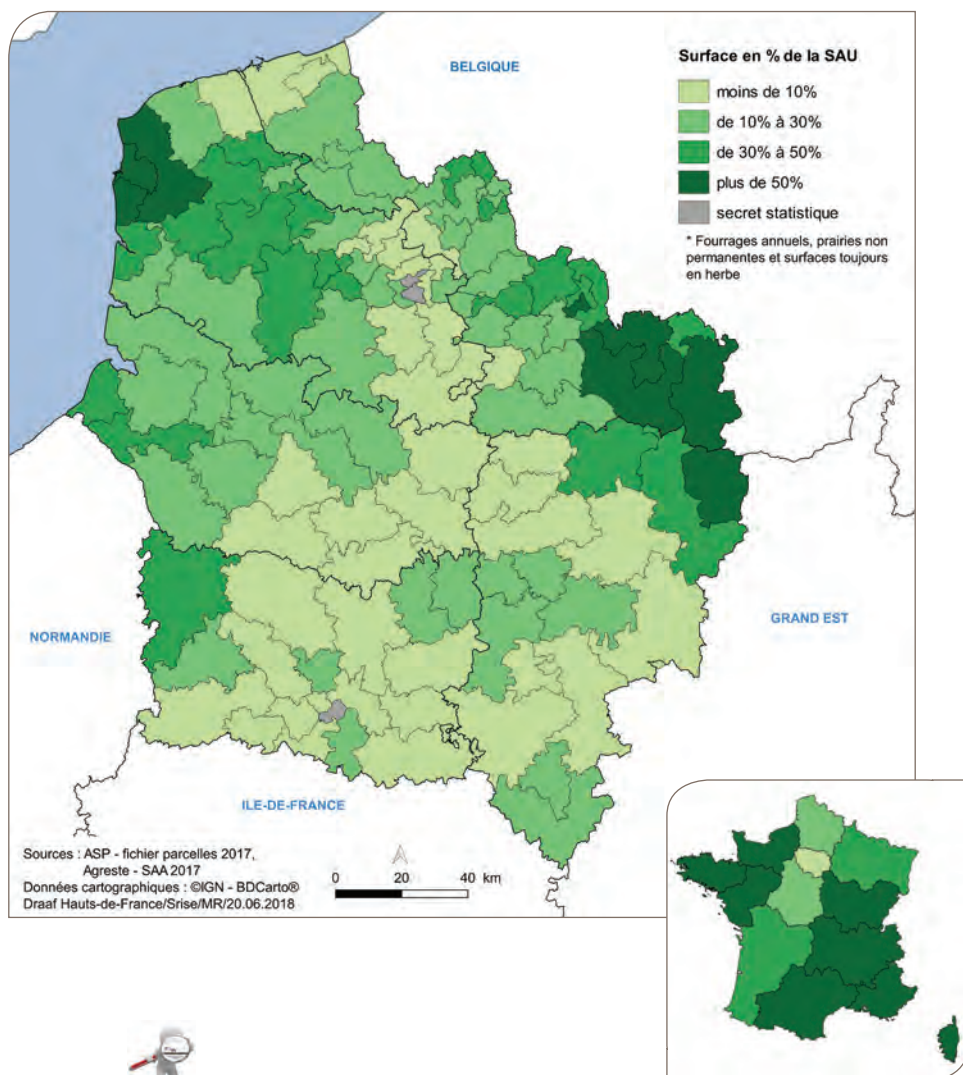 BELGIQUE
Surface en % de la SAU
moins de 10%
de 10% à 30%
de 30% à 50%
plus de 50%
secret statistique
* Fourrages annuels, prairies non
permanentes et surfaces toujours
en herbe
NORMANDIE
GRAND EST
ILE-DE-FRANCE
Sources : ASP - fichier parcelles 2017,
Agreste - SAA 2017
Données cartographiques : ©IGN - BDCarto®
Draaf Hauts-de-France/Srise/MR/20.06.2018
0 20 40 km